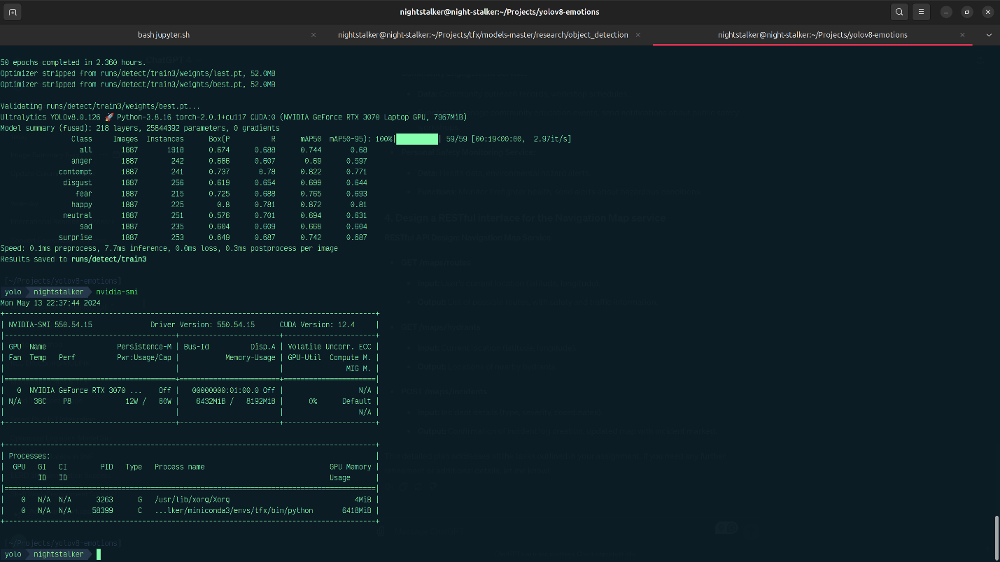 nightstalker@night-stalker:~/Projects/yolov8-emotions
bash jupyter.sh
nightstalker@night-stalker:~/Projects/tfx/models-master/research/object_detection
nightstalker@night-stalker:~/Projects/yolov8-emotions
50 epochs completed in 2.360 hours.
Optimizer stripped from runs/detect/train3/weights/last.pt, 52.0MB
Optimizer stripped from runs/detect/train3/weights/best.pt, 52.0MB
Validating runs/detect/train3/weights/best.pt...
Ultralytics YOLOv8.0.126 🚀 Python-3.8.16 torch-2.0.1+cu117 CUDA:0 (NVIDIA GeForce RTX 3070 Laptop GPU, 7967MiB)
Model summary (fused): 218 layers, 25844392 parameters, 0 gradients
Class Images Instances Box(P R mAP50 mAP50-95): 100%|██████████| 59/59 [00:19<00:00, 2.97it/s]
all 1887 1918 0.674 0.688 0.744 0.68
anger 1887 242 0.686 0.607 0.69 0.597
contempt 1887 241 0.737 0.78 0.822 0.771
disgust 1887 256 0.619 0.654 0.699 0.644
fear 1887 215 0.725 0.688 0.765 0.693
happy 1887 225 0.8 0.781 0.872 0.81
neutral 1887 251 0.576 0.701 0.694 0.631
sad 1887 235 0.604 0.609 0.668 0.604
surprise 1887 253 0.649 0.687 0.742 0.687
Speed: 0.1ms preprocess, 7.7ms inference, 0.0ms loss, 0.3ms postprocess per image
Results saved to runs/detect/train3
[~/Projects/yolov8-emotions]
yolo nightstalker nvidia-smi
Mon May 13 22:37:44 2024
+-----------------------------------------------------------------------------------------+
| NVIDIA-SMI 550.54.15 Driver Version: 550.54.15 CUDA Version: 12.4 |
|-----------------------------------------+------------------------+----------------------+
| GPU Name Persistence-M | Bus-Id Disp.A | Volatile Uncorr. ECC
| Fan Temp Perf Pwr:Usage/Cap | Memory-Usage | GPU-Util Compute M. |
| | | MIG M. |
|=========================================+========================+======================|
| 0 NVIDIA GeForce RTX 3070 ... Off | 00000000:01:00.0 Off | N/A |
| N/A 38C P8 12W / 80W | 6432MiB / 8192MiB | 0% Default |
| | | N/A |
+-----------------------------------------+------------------------+----------------------+
+-----------------------------------------------------------------------------------------+
| Processes: |
| GPU GI CI PID Type Process name GPU Memory |
| ID ID Usage |
|=========================================================================================|
| 0 N/A N/A 3263 G /usr/lib/xorg/Xorg 4MiB |
| 0 N/A N/A 58399 C ...lker/miniconda3/envs/tfx/bin/python 6418MiB |
+-----------------------------------------------------------------------------------------+
[~/Projects/yolov8-emotions]
yolo nightstalker
4. Design a RESTful Interface for the Navigation Map service